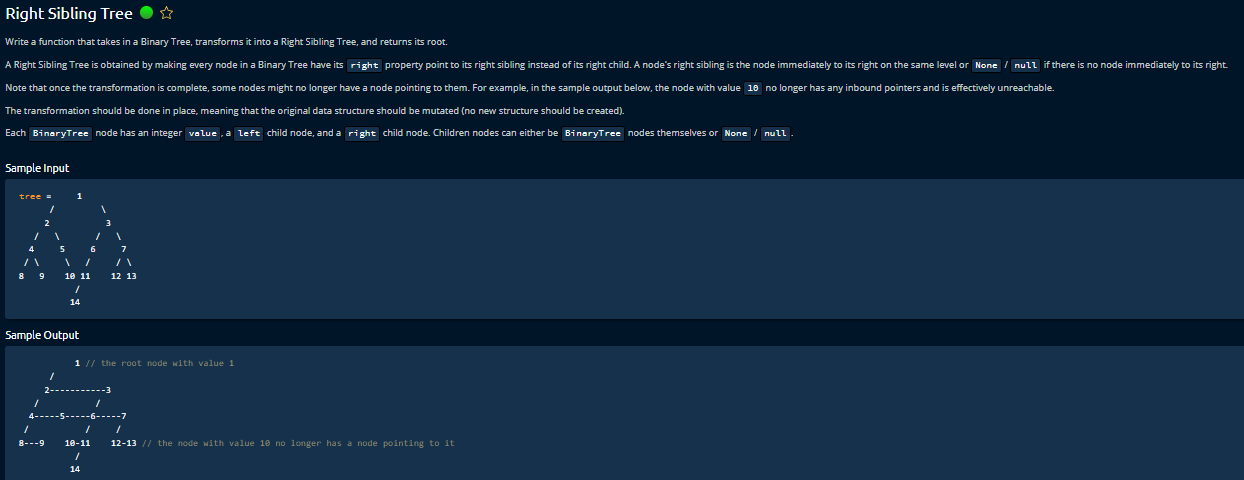 Right Sibling Tree
Write a function that takes in a Binary Tree, transforms it into a Right Sibling Tree, and returns its root.
A Right Sibling Tree is obtained by making every node in a Binary Tree have its right property point to its right sibling instead of its right child. A node's right sibling is the node immediately to its right on the same level or None / null if there is no node immediately to its right.
Note that once the transformation is complete, some nodes might no longer have a node pointing to them. For example, in the sample output below, the node with value 10 no longer has any inbound pointers and is effectively unreachable.
The transformation should be done in place, meaning that the original data structure should be mutated (no new structure should be created).
Each BinaryTree node has an integer value, a left child node, and a right child node. Children nodes can either be BinaryTree nodes themselves or None / null.
Sample Input
tree =     1
       /         \
      2           3
    /   \       /   \
   4     5     6     7
  / \     \   /     / \
 8   9    10 11    12 13
          /
         14
Sample Output
           1 // the root node with value 1
       /
      2-----------3
    /           /
   4-----5-----6-----7
  /           /     /
 8---9    10-11    12-13 // the node with value 10 no longer has a node pointing to it
          /
         14